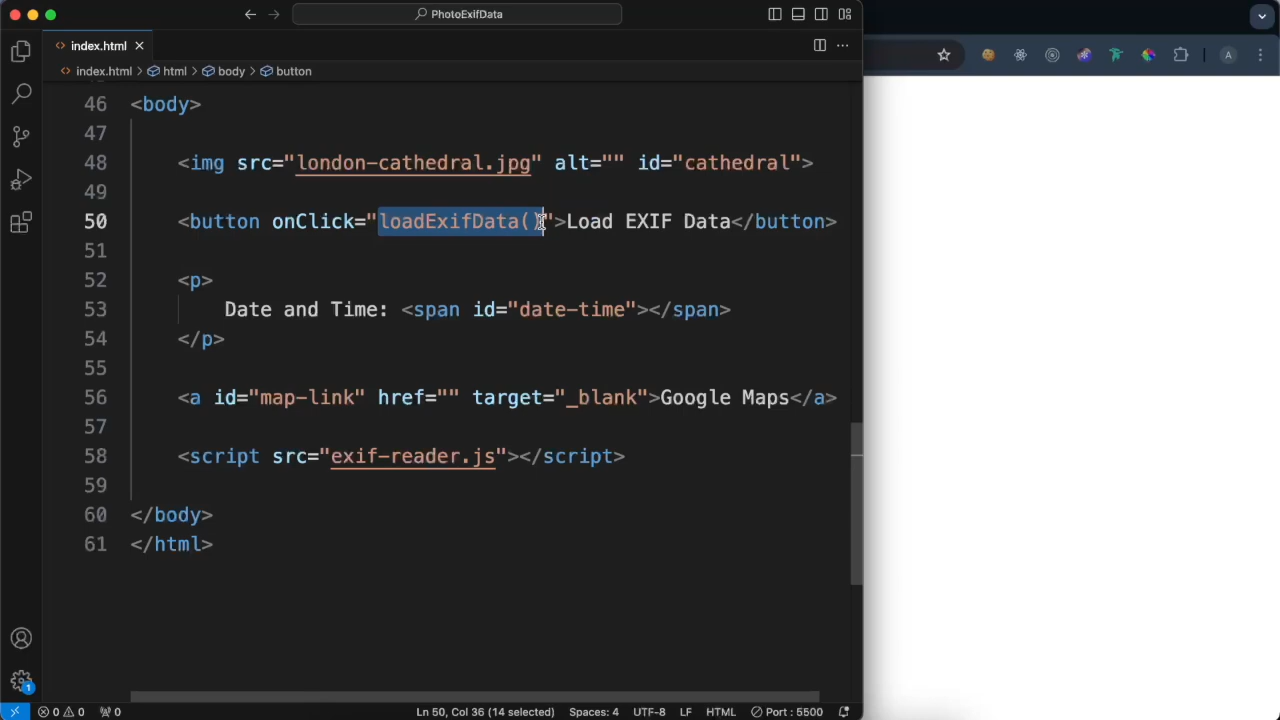 PhotoExifData
index.html
index.html > html > body > button
46 <body>
47
48 <img src="london-cathedral.jpg" alt="" id="cathedral">
49
50 <button onClick="loadExifData()">Load EXIF Data</button>
51
52 <p>
53 Date and Time: <span id="date-time"></span>
54 </p>
55
56 <a id="map-link" href="" target="_blank">Google Maps</a>
57
58 <script src="exif-reader.js"></script>
59
60 </body>
61 </html>
A
1
0 0 0 Ln 50, Col 36 (14 selected) Spaces: 4 UTF-8 LF HTML Port : 5500